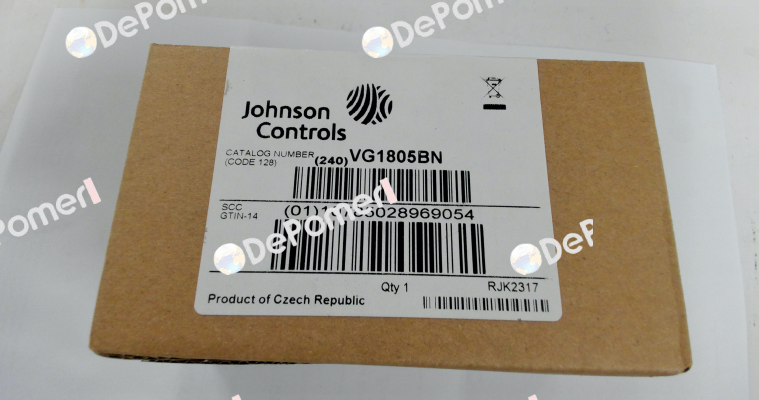 DePomerl
DePomerl
Johnson
Controls
CATALOG NUMBER
(CODE 128)
(240) VG1805BN
DePomerl
SCC
GTIN-14
DePomerl
DePo
Qty 1
RJK2317
Product of Czech Republic